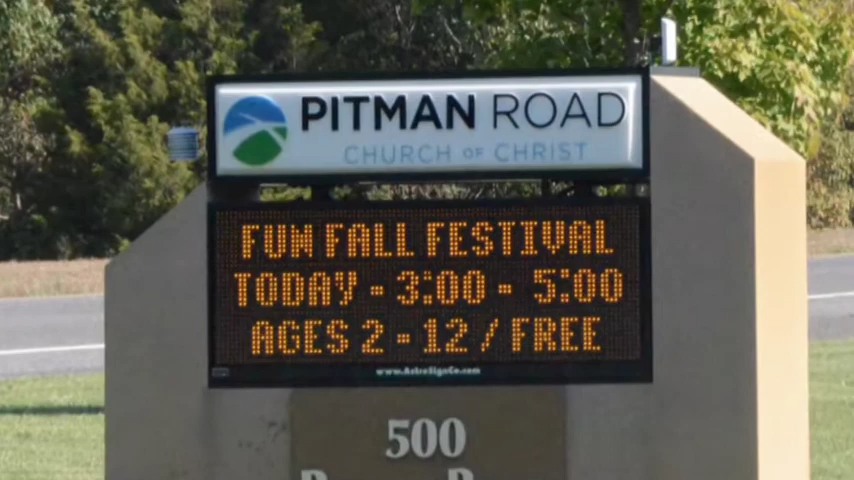 PITMAN ROAD
CHURCH OF CHRIST
FUN FALL FESTIVAL
TODAY - 3:00 - 5:00
AGES 2 - 12 / FREE
www.AstroSignCo.com
500